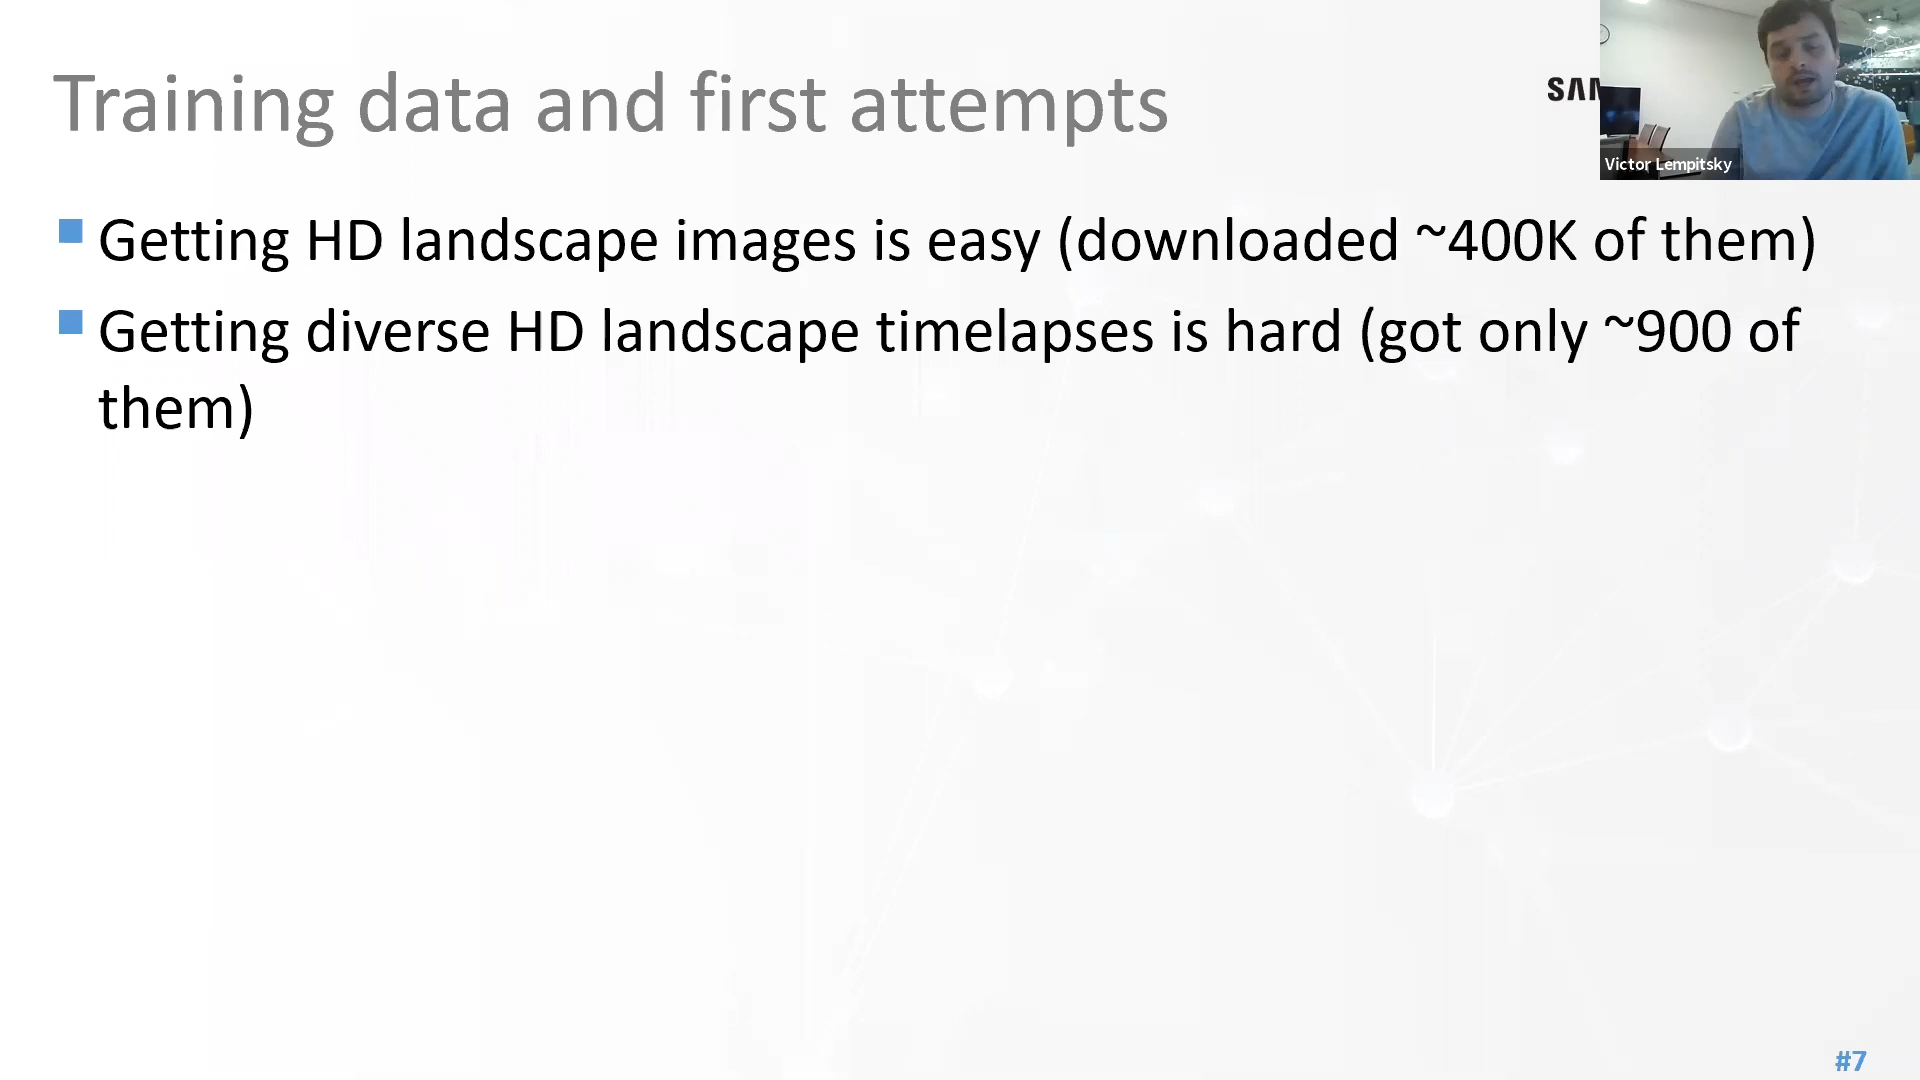 Training data and first attempts
SAM
Victor Lempitsky
Getting HD landscape images is easy (downloaded ~400K of them)
Getting diverse HD landscape timelapses is hard (got only ~900 of
them)
#7